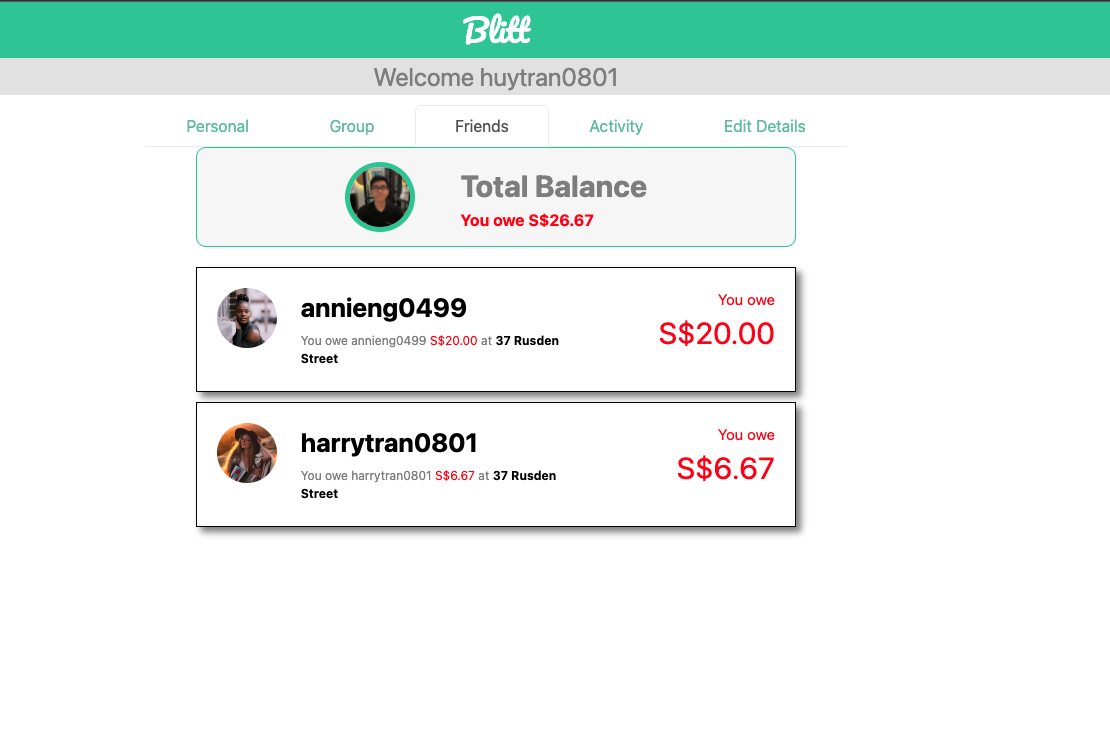 Blitt
Welcome huytran0801
Personal Group Friends Activity Edit Details
Total Balance
You owe S$26.67
annieng0499
You owe annieng0499 S$20.00 at 37 Rusden
Street
You owe
S$20.00
harrytran0801
You owe harrytran0801 S$6.67 at 37 Rusden
Street
You owe
S$6.67